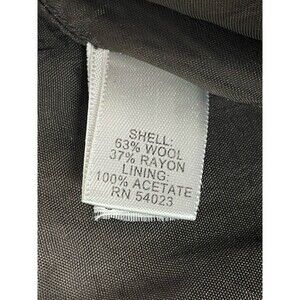 SHELL:
63% WOOL
37% RAYON
LINING:
100% ACETATE
RN 54023